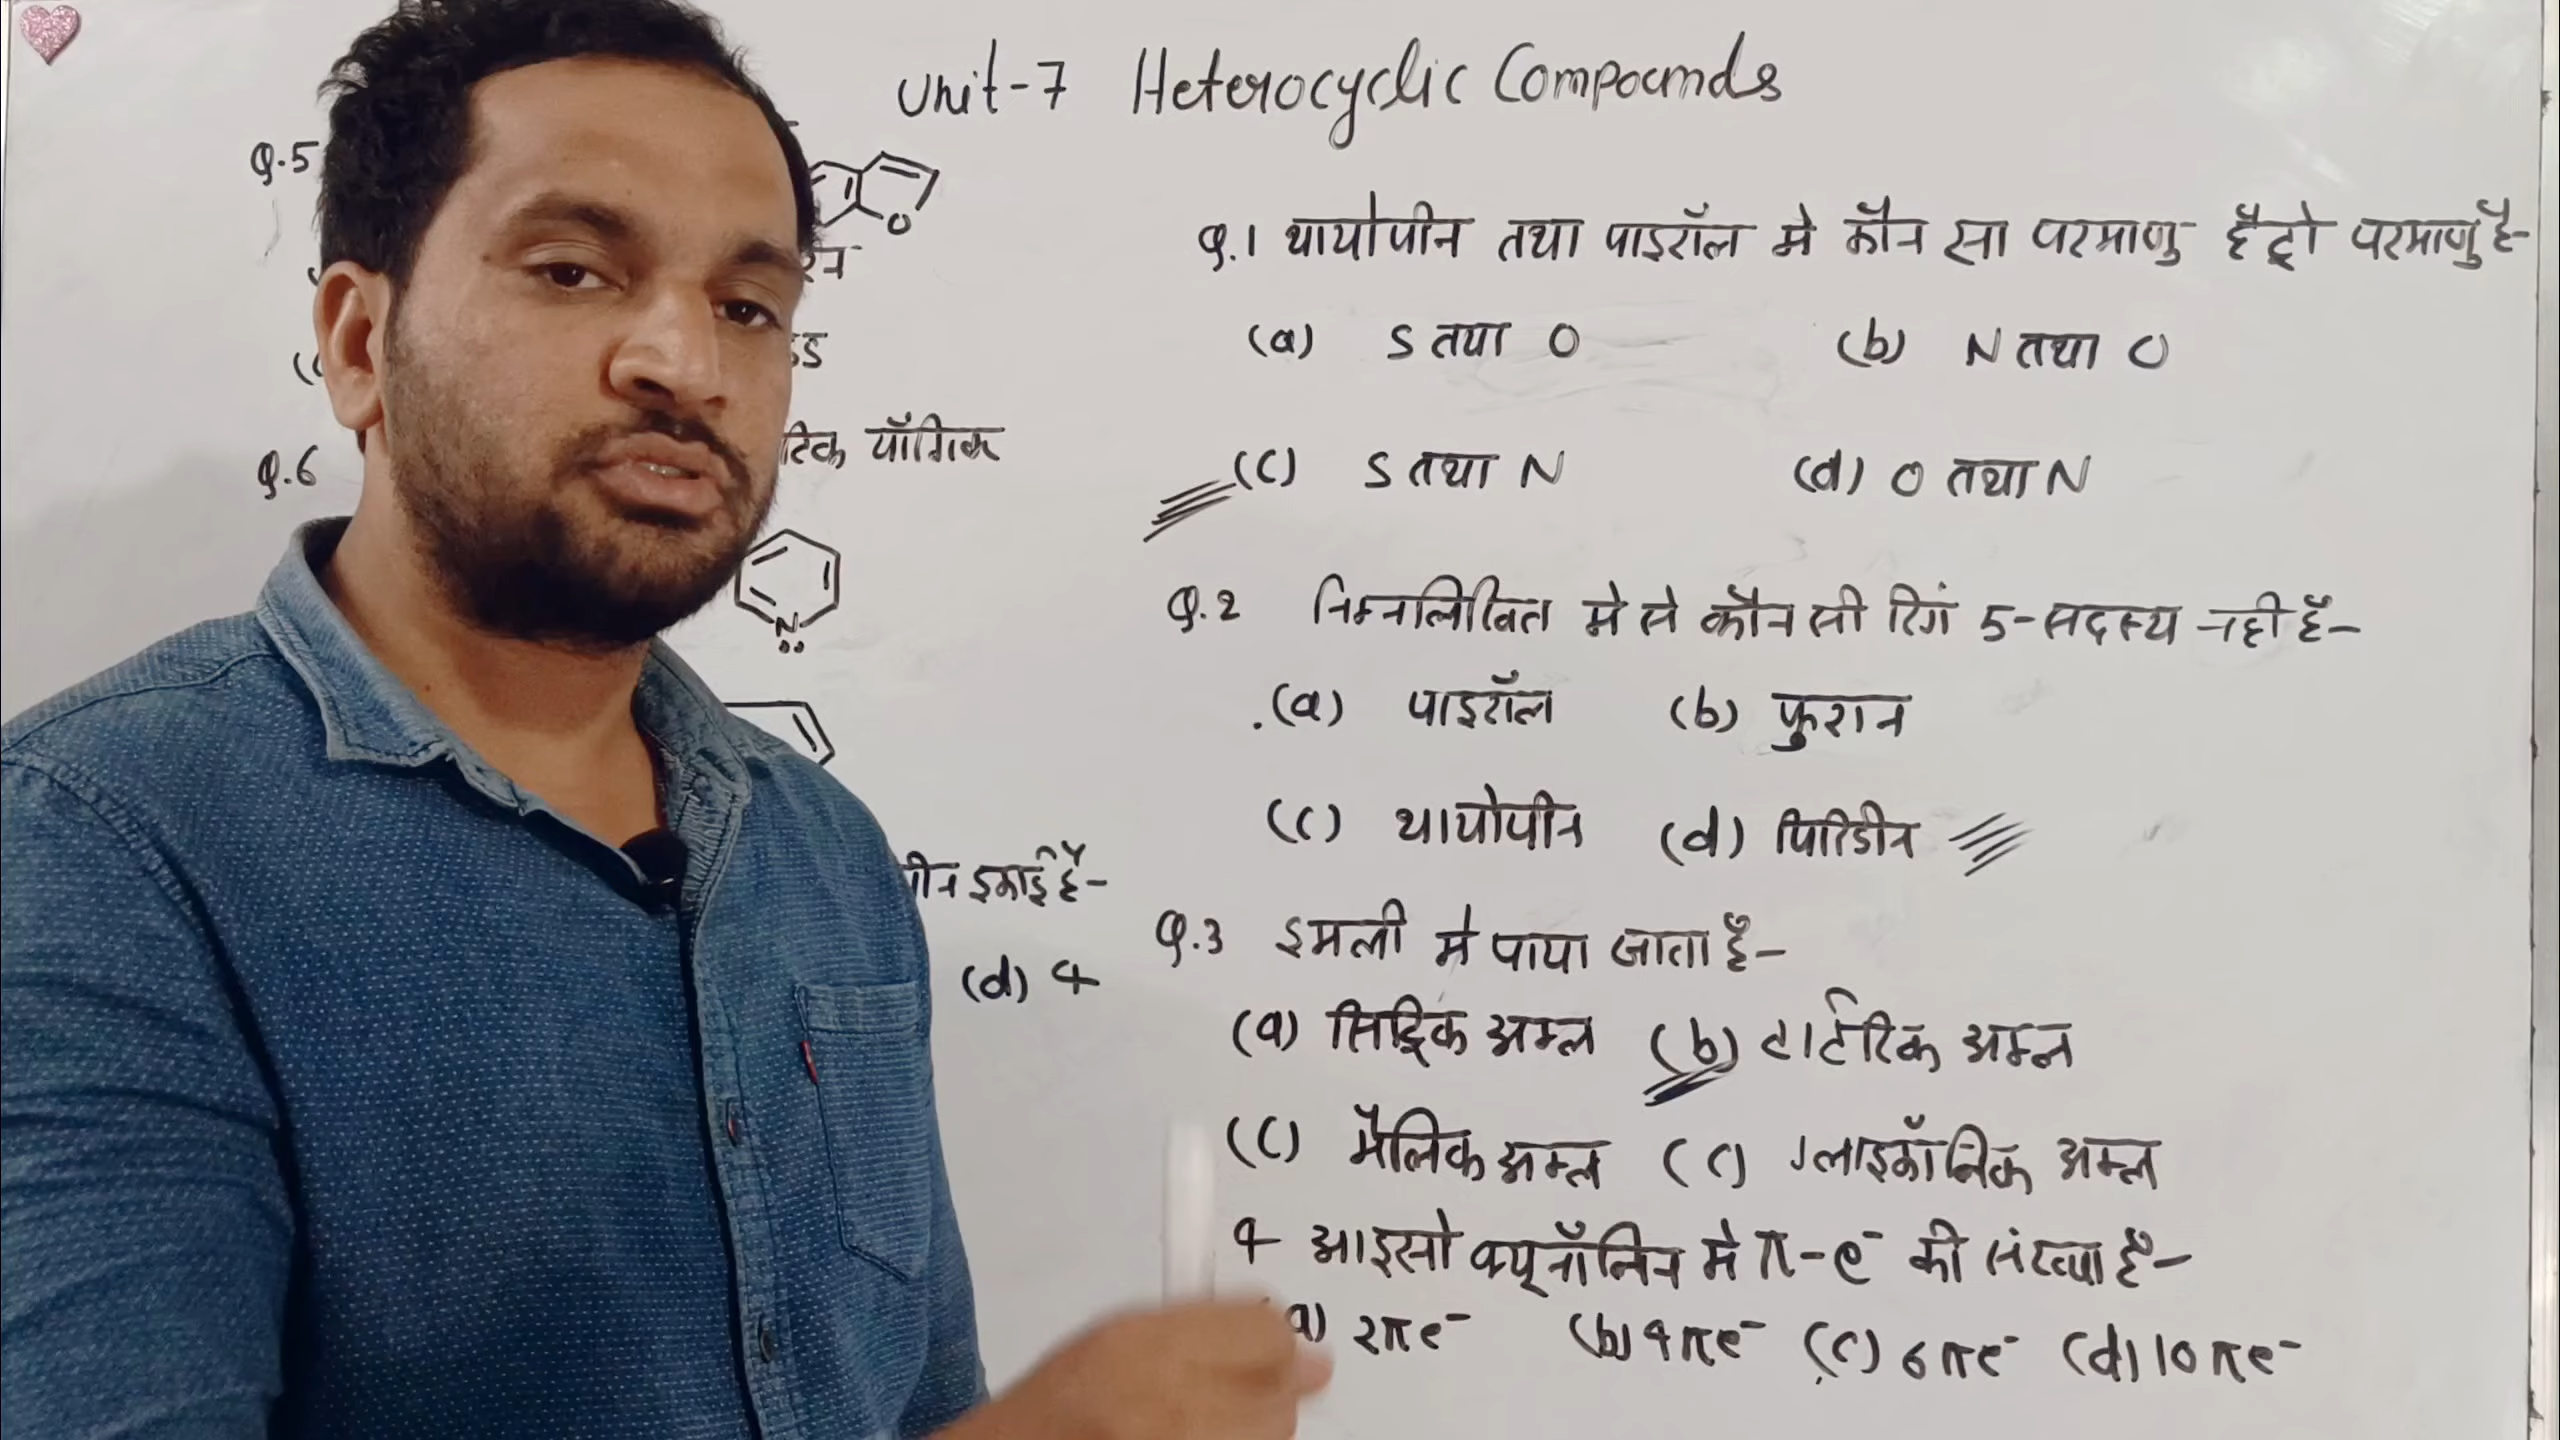 Unit-7 Heterocyclic Compounds
Q.1 थायोपीन तथा पाइरॉल मे कौन सा परमाणु है दो परमाणु है-
(a) S तथा O (b) N तथा O
(c) S तथा N (d) O तथा N
Q.2 निम्नलिखित मे से कौन सी रिगं 5-सदस्य नही है-
(a) पाइरॉल (b) फुरान
(c) थायोपीन (d) पिरिडीन
Q.3 इमली मे पाया जाता है-
(a) सिट्रिक अम्ल (b) टार्टरिक अम्ल
(c) मैलिक अम्ल (c) ग्लाइकॉलिक अम्ल
4 आइसो क्यूनॉलिन मे π-e⁻ की संख्या है-
(a) 2πe⁻ (b) 4πe⁻ (c) 6πe⁻ (d) 10πe⁻
Q.5
O
Q.6 यौगिक
N
इकाई है-
(d) 4